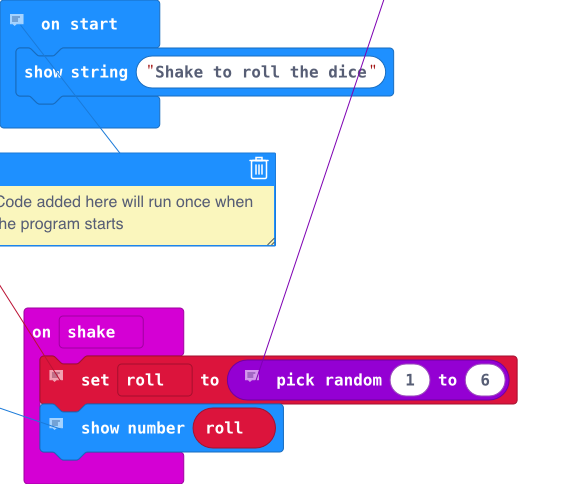 on start
show string "Shake to roll the dice"
Code added here will run once when
he program starts
on shake
set roll to pick random 1 to 6
show number roll